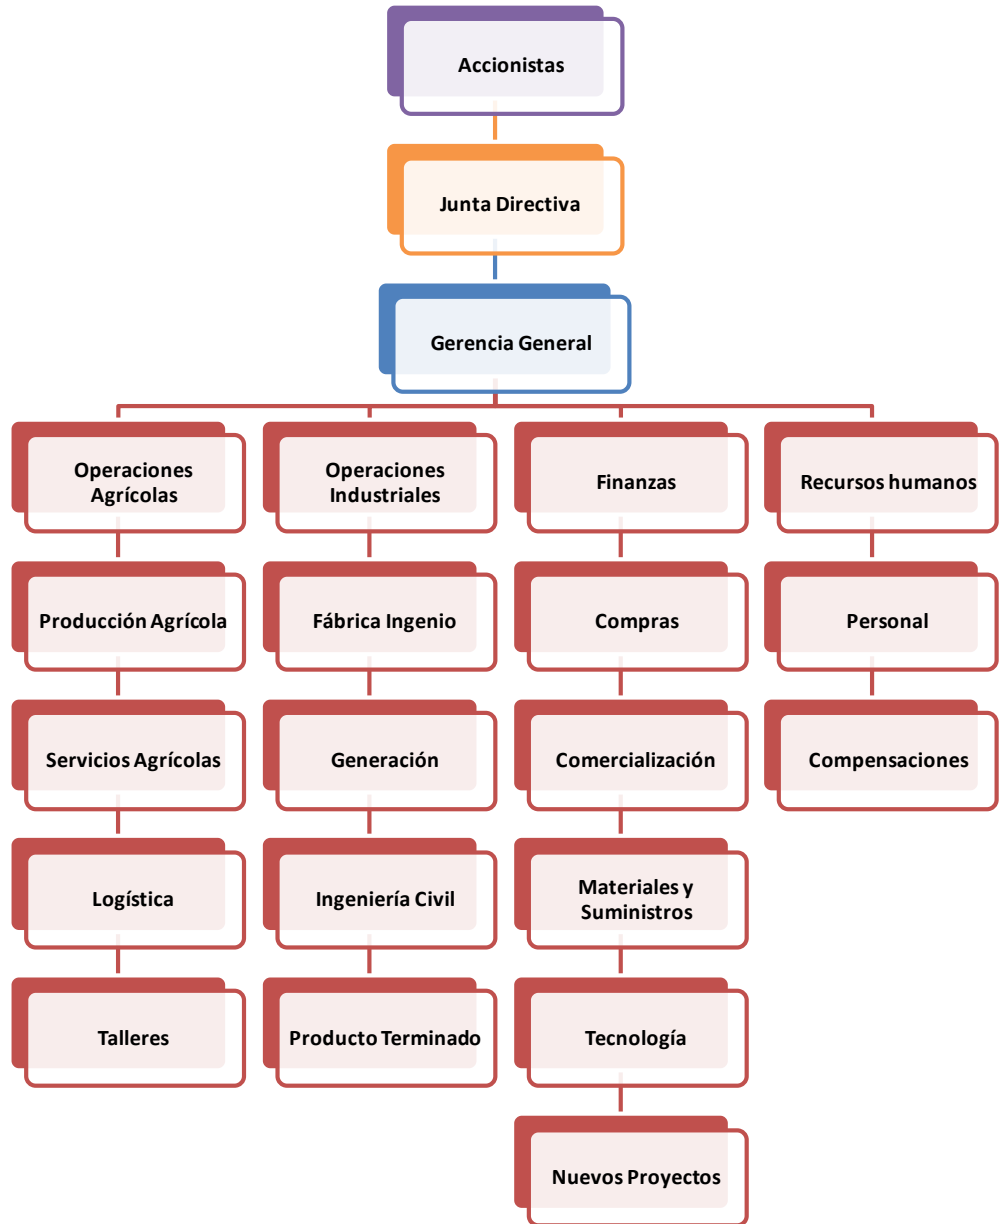 Accionistas
Junta Directiva
Gerencia General
Operaciones
Agrícolas
Operaciones
Industriales
Finanzas
Recursos humanos
Producción Agrícola
Fábrica Ingenio
Compras
Personal
Servicios Agrícolas
Generación
Comercialización
Compensaciones
Logística
Ingeniería Civil
Materiales y
Suministros
Talleres
Producto Terminado
Tecnología
Nuevos Proyectos